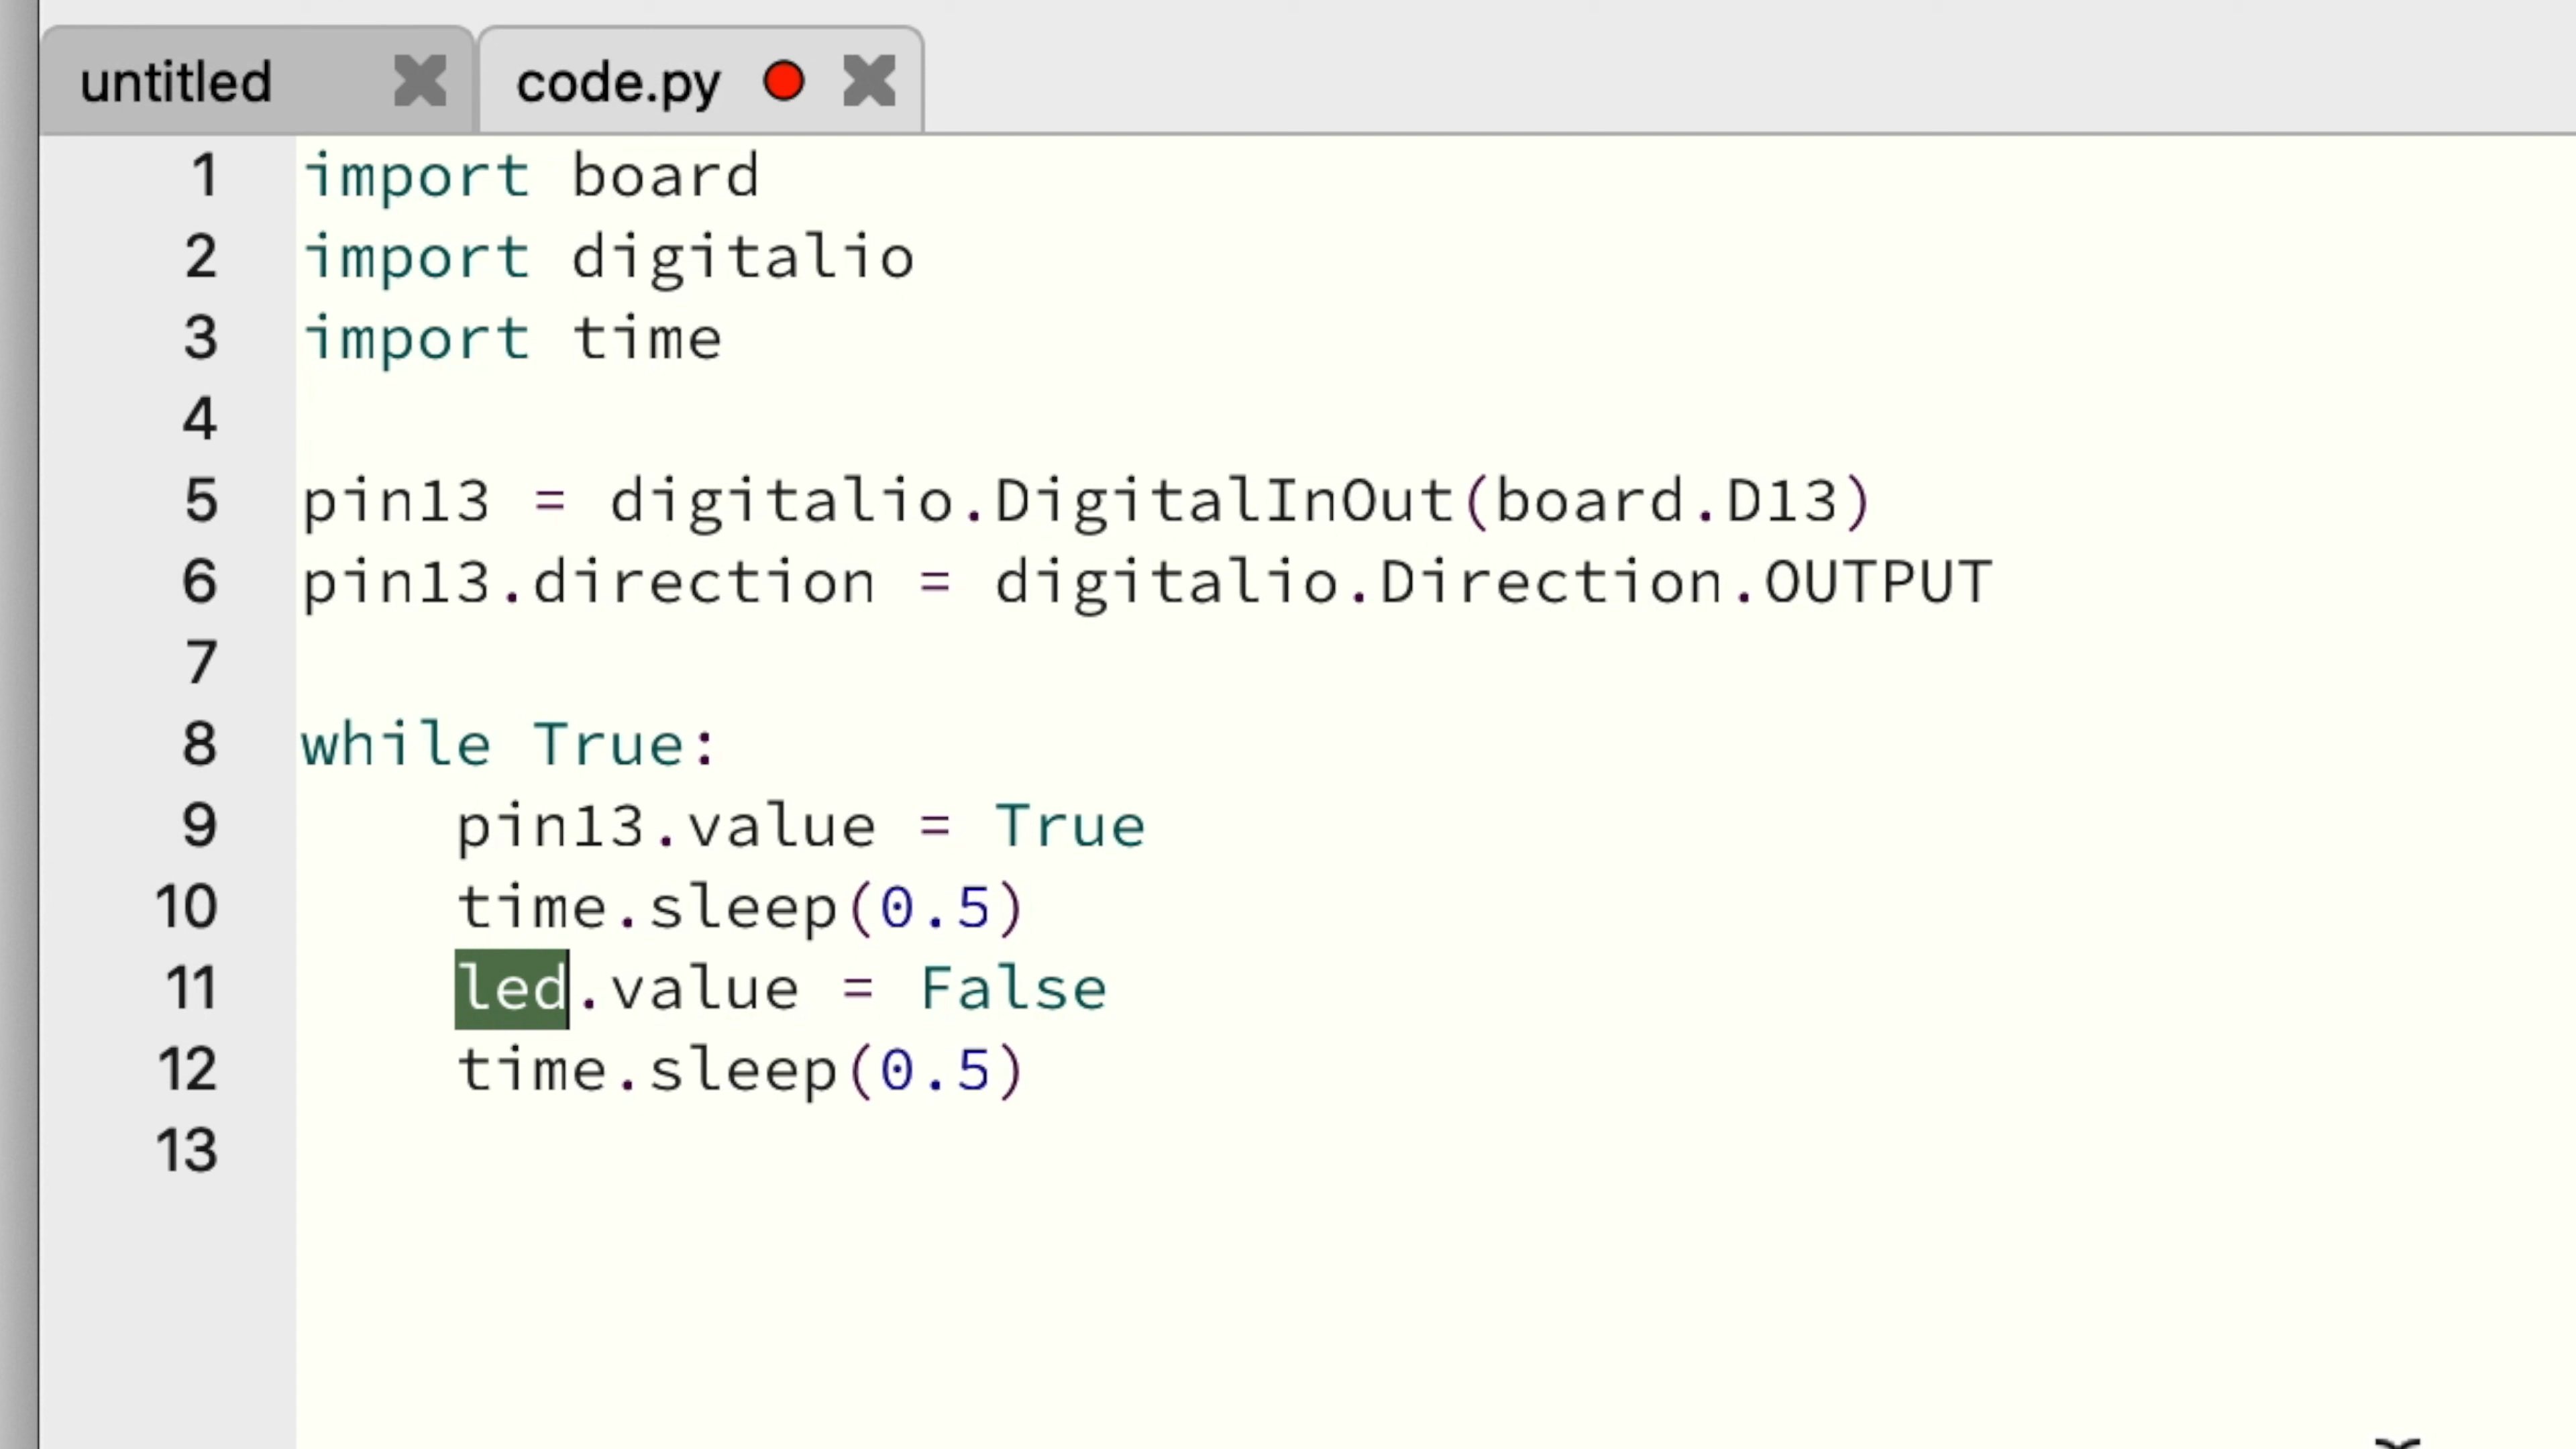 untitled code.py
1 import board
2 import digitalio
3 import time
4
5 pin13 = digitalio.DigitalInOut(board.D13)
6 pin13.direction = digitalio.Direction.OUTPUT
7
8 while True:
9     pin13.value = True
10     time.sleep(0.5)
11     led.value = False
12     time.sleep(0.5)
13